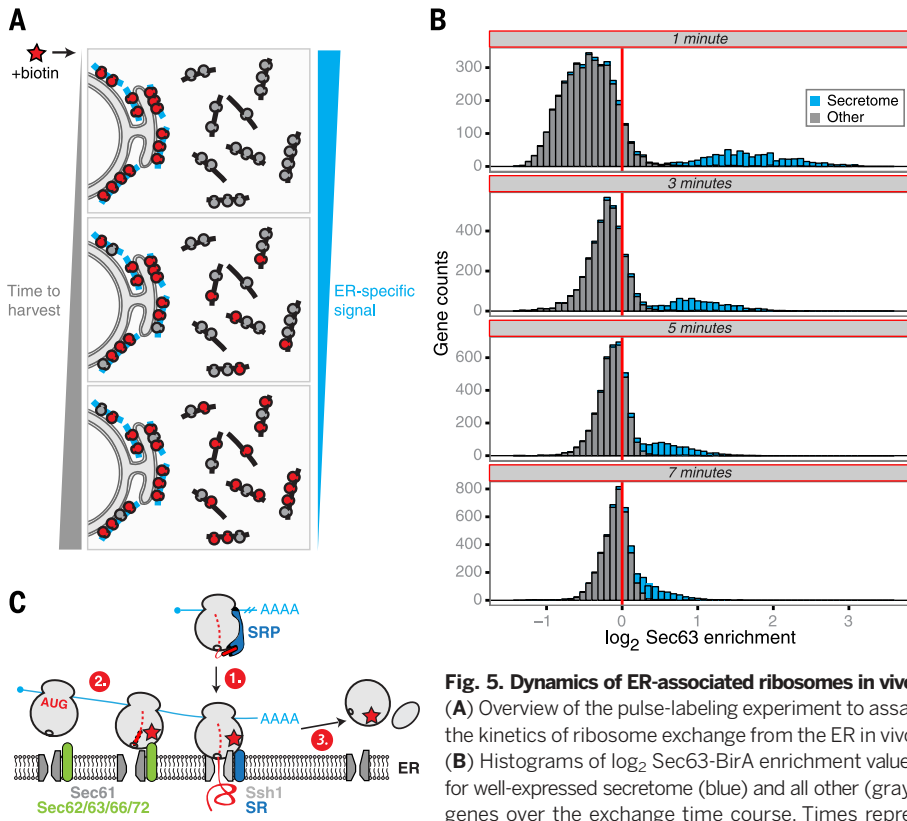 A
+biotin
Time to
harvest
ER-specific
signal
B
1 minute
300
200
100
0
Secretome
Other
3 minutes
400
200
0
5 minutes
600
400
200
0
7 minutes
800
600
400
200
0
Gene counts
−1 0 1 2 3
log2 Sec63 enrichment
C
AAAA
SRP
1.
2.
AUG
AAAA
3.
ER
Sec61
Sec62/63/66/72
Ssh1
SR
Fig. 5. Dynamics of ER-associated ribosomes in vivo
(A) Overview of the pulse-labeling experiment to assa
the kinetics of ribosome exchange from the ER in vivo
(B) Histograms of log2 Sec63-BirA enrichment value
for well-expressed secretome (blue) and all other (gray
genes over the exchange time course. Times repre